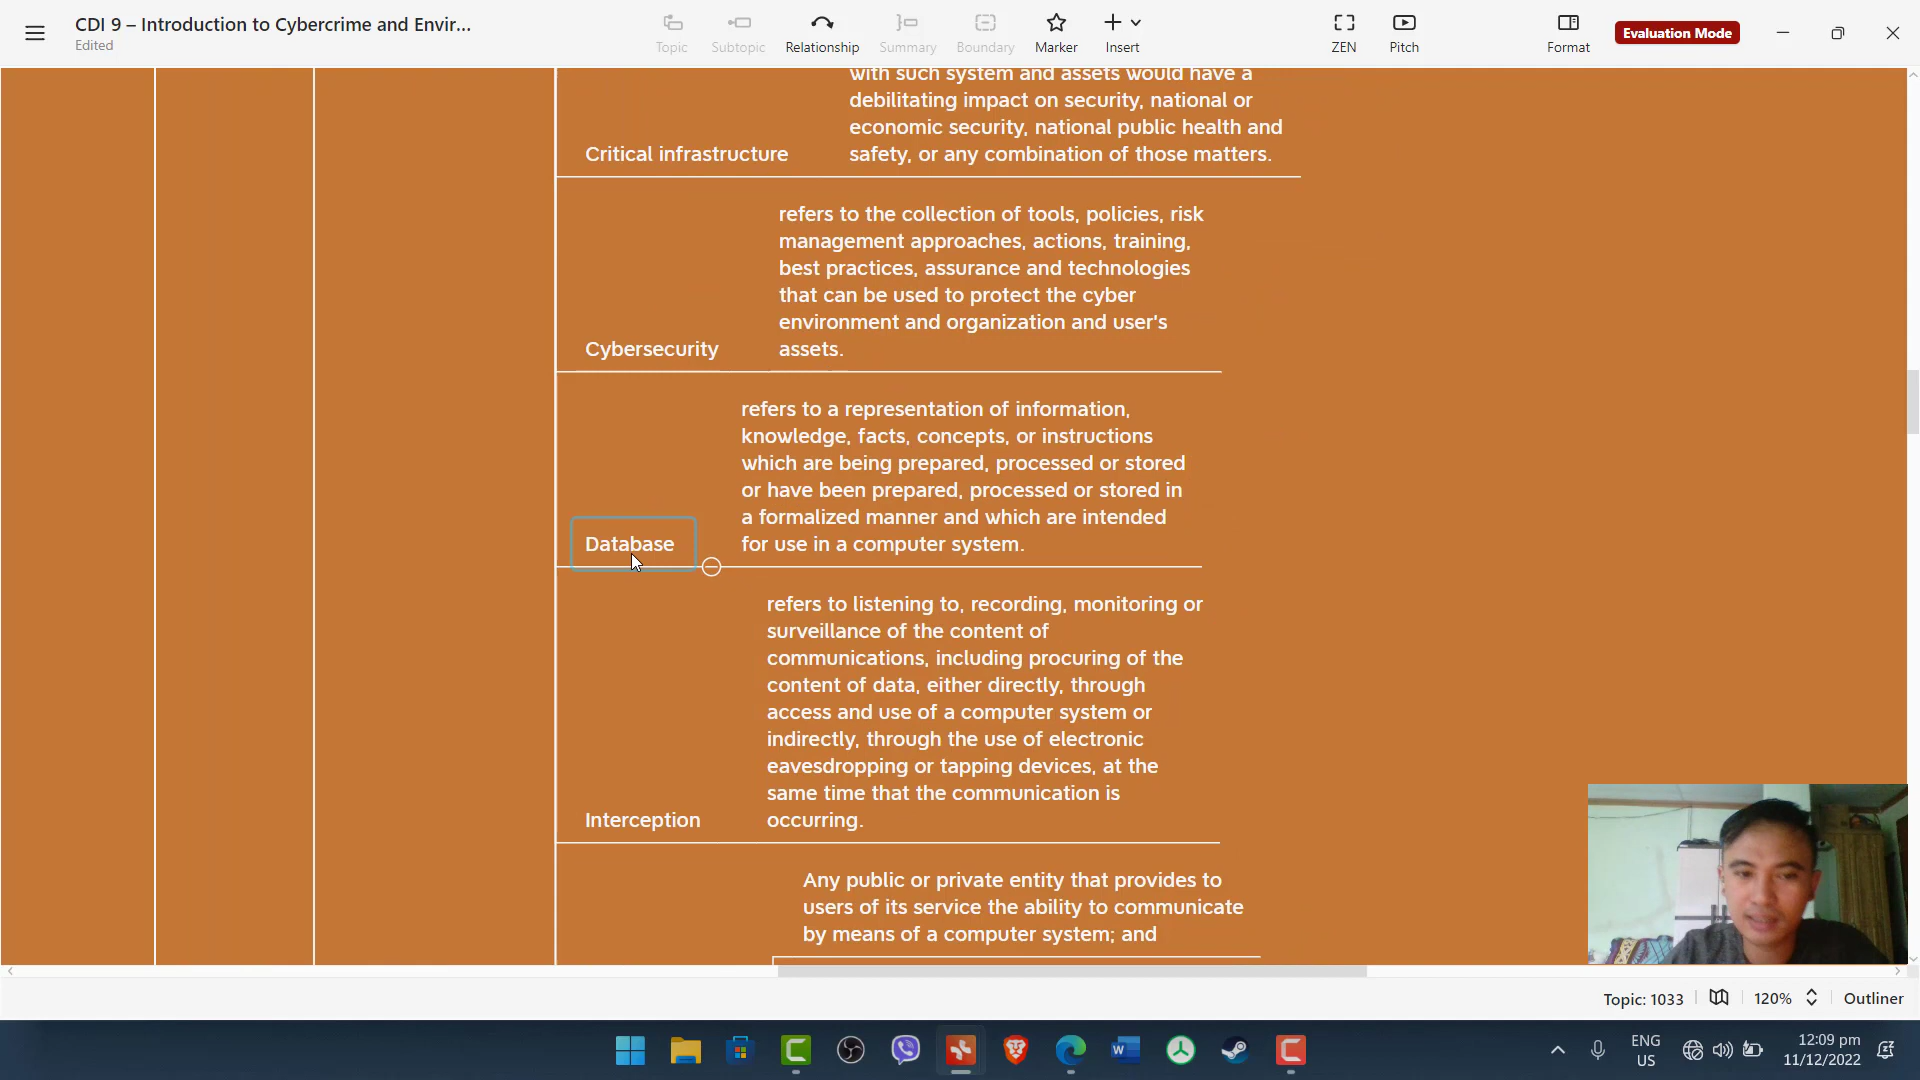 CDI 9 – Introduction to Cybercrime and Envir...
Edited
Topic
Subtopic
Relationship
Summary
Boundary
Marker
Insert
ZEN
Pitch
Format
Evaluation Mode
with such system and assets would have a
debilitating impact on security, national or
economic security, national public health and
safety, or any combination of those matters.
Critical infrastructure
refers to the collection of tools, policies, risk
management approaches, actions, training,
best practices, assurance and technologies
that can be used to protect the cyber
environment and organization and user's
assets.
Cybersecurity
refers to a representation of information,
knowledge, facts, concepts, or instructions
which are being prepared, processed or stored
or have been prepared, processed or stored in
a formalized manner and which are intended
for use in a computer system.
Database
refers to listening to, recording, monitoring or
surveillance of the content of
communications, including procuring of the
content of data, either directly, through
access and use of a computer system or
indirectly, through the use of electronic
eavesdropping or tapping devices, at the
same time that the communication is
occurring.
Interception
Any public or private entity that provides to
users of its service the ability to communicate
by means of a computer system; and
Topic: 1033
120%
Outliner
ENG
US
12:09 pm
11/12/2022